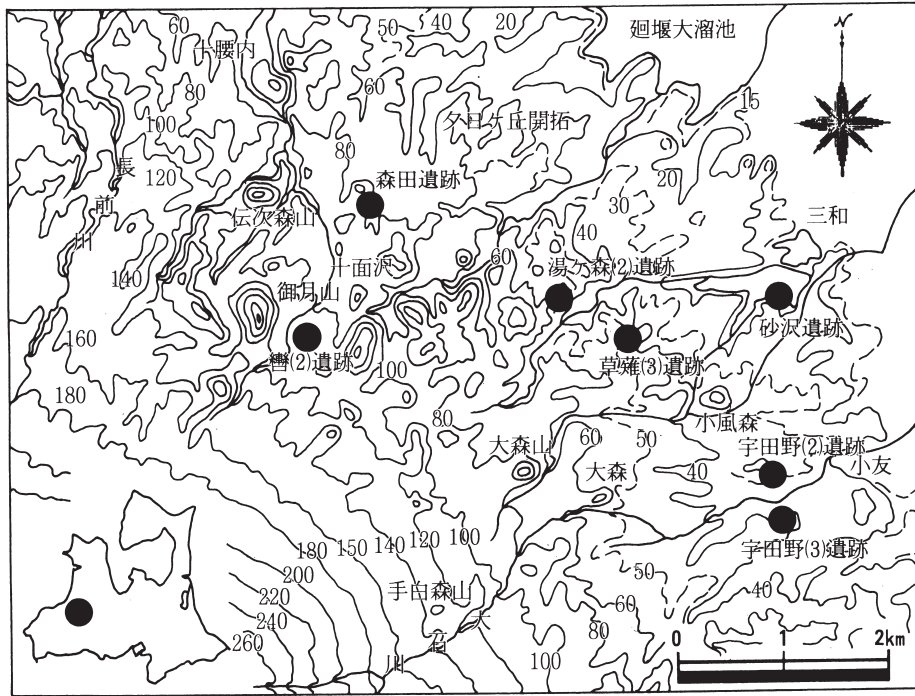 60
50
40
20
廻堰大溜池
N
十腰内
80
60
15
100
夕日ケ丘開拓
長前川
120
80
森田遺跡
20
伝次森山
30
三和
40
十面沢
60
湯ケ森(2)遺跡
140
御月山
砂沢遺跡
160
轡(2)遺跡
草薙(3)遺跡
100
180
80
小風森
大森山
60
50
宇田野(2)遺跡
大森
40
小友
180
150
140
120
100
宇田野(3)遺跡
200
50
220
手白森山
60
40
240
大石川
80
0
1
2km
260
100